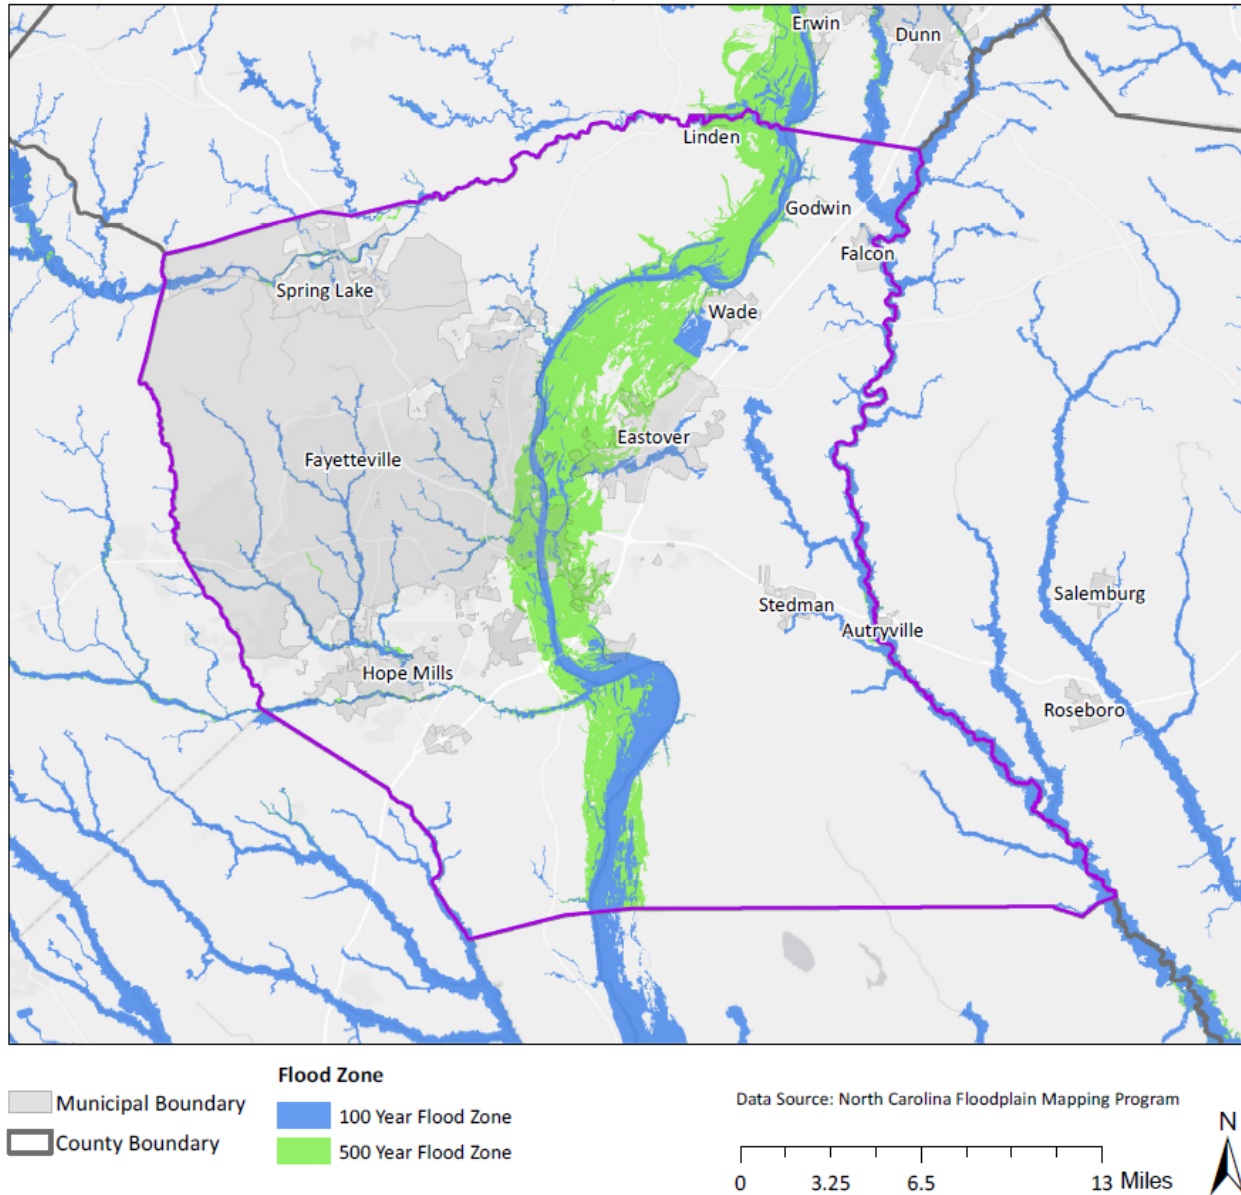 Erwin
Dunn
Linden
Godwin
Falcon
Spring Lake
Wade
Eastover
Fayetteville
Salemburg
Stedman
Autryville
Hope Mills
Roseboro
Flood Zone
Municipal Boundary
100 Year Flood Zone
County Boundary
500 Year Flood Zone
Data Source: North Carolina Floodplain Mapping Program
N
0 3.25 6.5 13 Miles